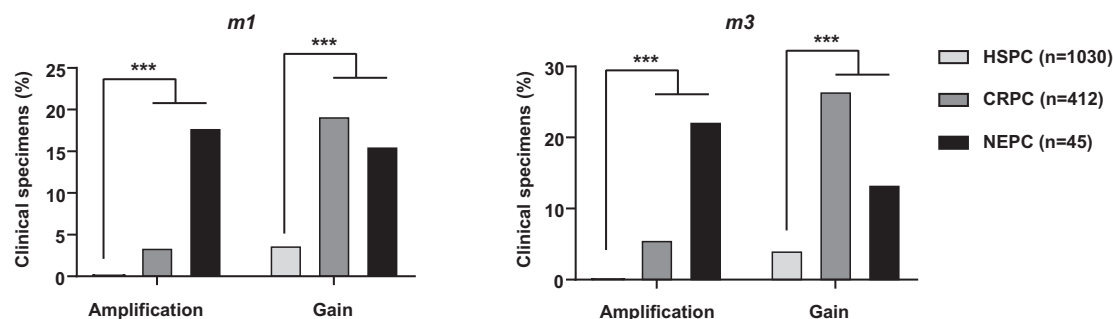 m1
***
***
25
20
15
10
5
0
Clinical specimens (%)
Amplification
Gain
m3
***
***
30
20
10
0
Clinical specimens (%)
Amplification
Gain
HSPC (n=1030)
CRPC (n=412)
NEPC (n=45)